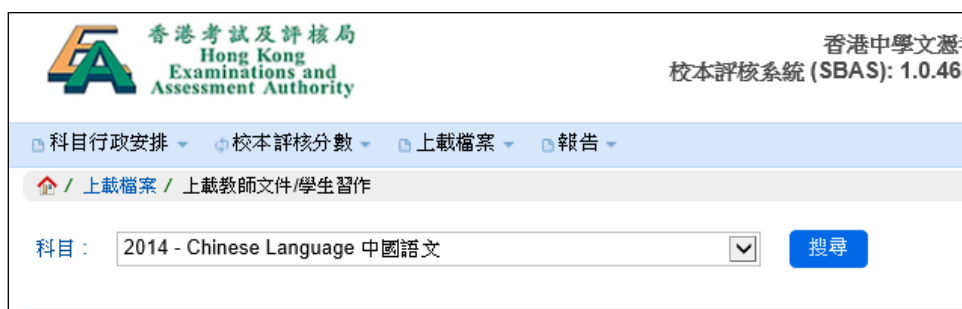 香港考試及評核局
Hong Kong
Examinations and
Assessment Authority
香港中學文憑
校本評核系統 (SBAS): 1.0.46
科目行政安排 校本評核分數 上載檔案 報告
/ 上載檔案 / 上載教師文件/學生習作
科目 : 2014 - Chinese Language 中國語文 搜尋